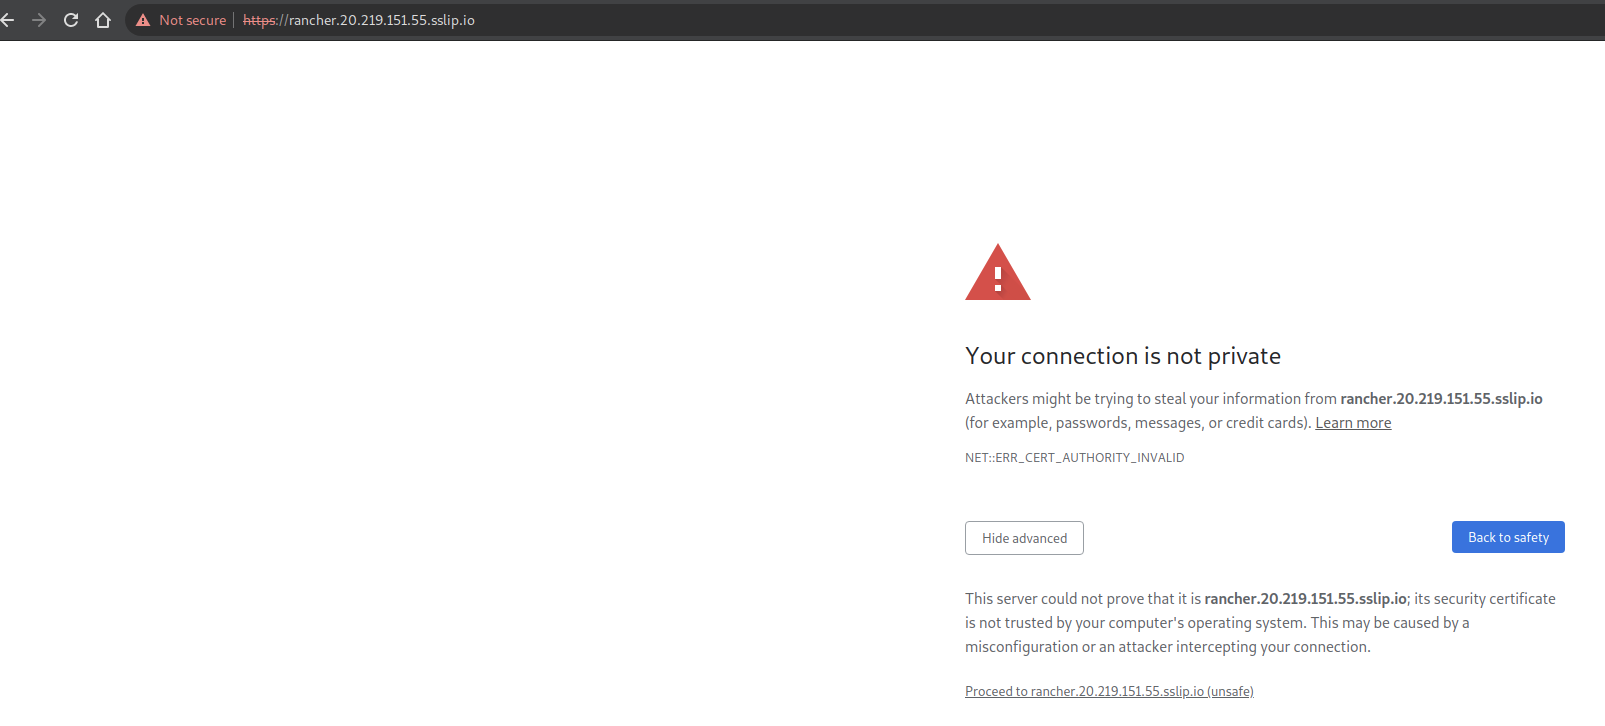 Not secure | https://rancher.20.219.151.55.sslip.io
Your connection is not private
Attackers might be trying to steal your information from rancher.20.219.151.55.sslip.io
(for example, passwords, messages, or credit cards). Learn more
NET::ERR_CERT_AUTHORITY_INVALID
Hide advanced
Back to safety
This server could not prove that it is rancher.20.219.151.55.sslip.io; its security certificate
is not trusted by your computer's operating system. This may be caused by a
misconfiguration or an attacker intercepting your connection.
Proceed to rancher.20.219.151.55.sslip.io (unsafe)